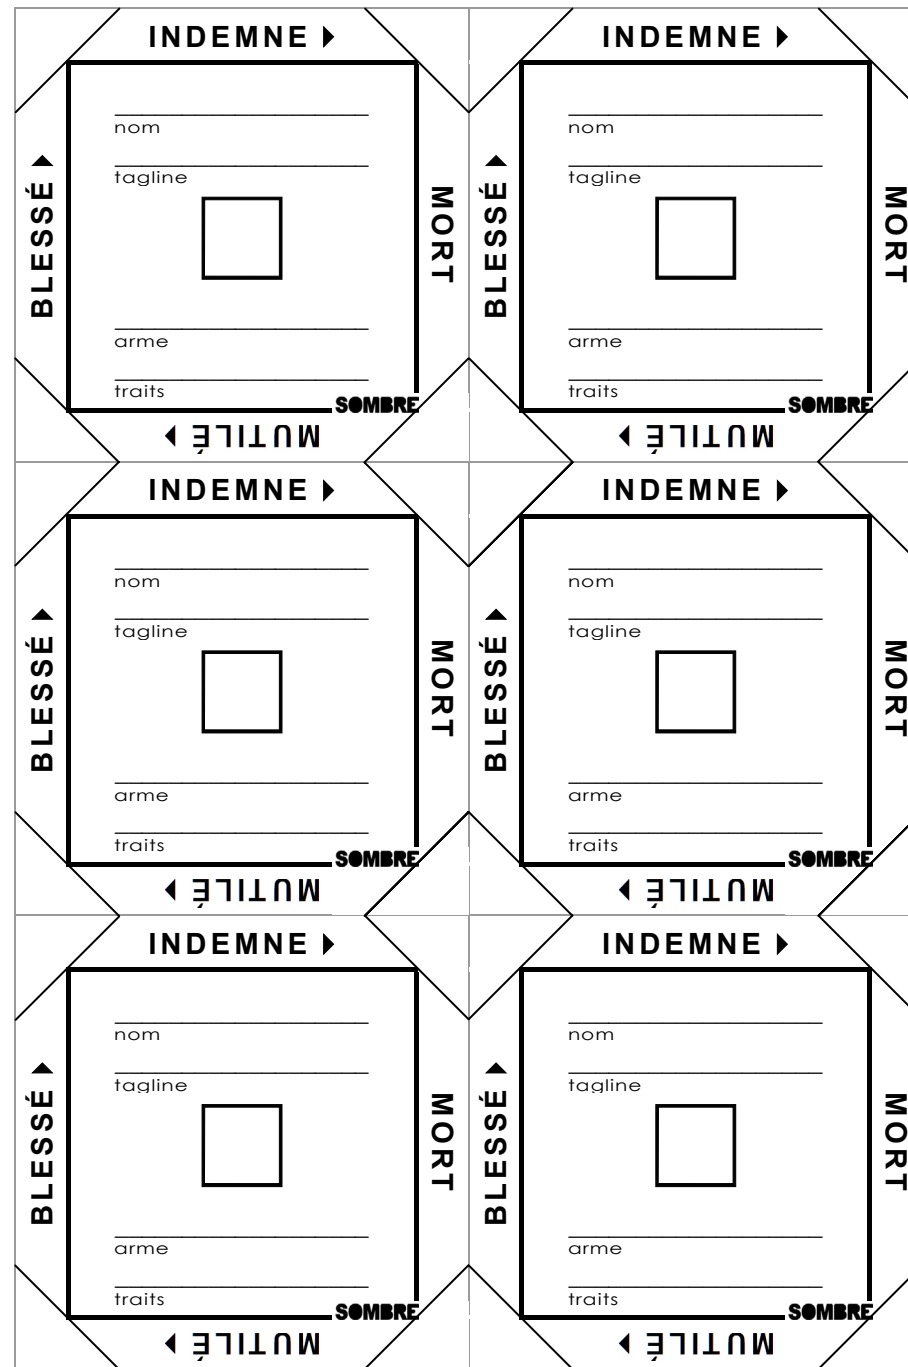 INDEMNE
INDEMNE
nom
nom
tagline
tagline
BLESSÉ
MORT
BLESSÉ
MORT
arme
arme
traits
traits
SOMBRE
SOMBRE
MUTILÉ
MUTILÉ
INDEMNE
INDEMNE
nom
nom
tagline
tagline
BLESSÉ
MORT
BLESSÉ
MORT
arme
arme
traits
traits
SOMBRE
SOMBRE
MUTILÉ
MUTILÉ
INDEMNE
INDEMNE
nom
nom
tagline
tagline
BLESSÉ
MORT
BLESSÉ
MORT
arme
arme
traits
traits
SOMBRE
SOMBRE
MUTILÉ
MUTILÉ